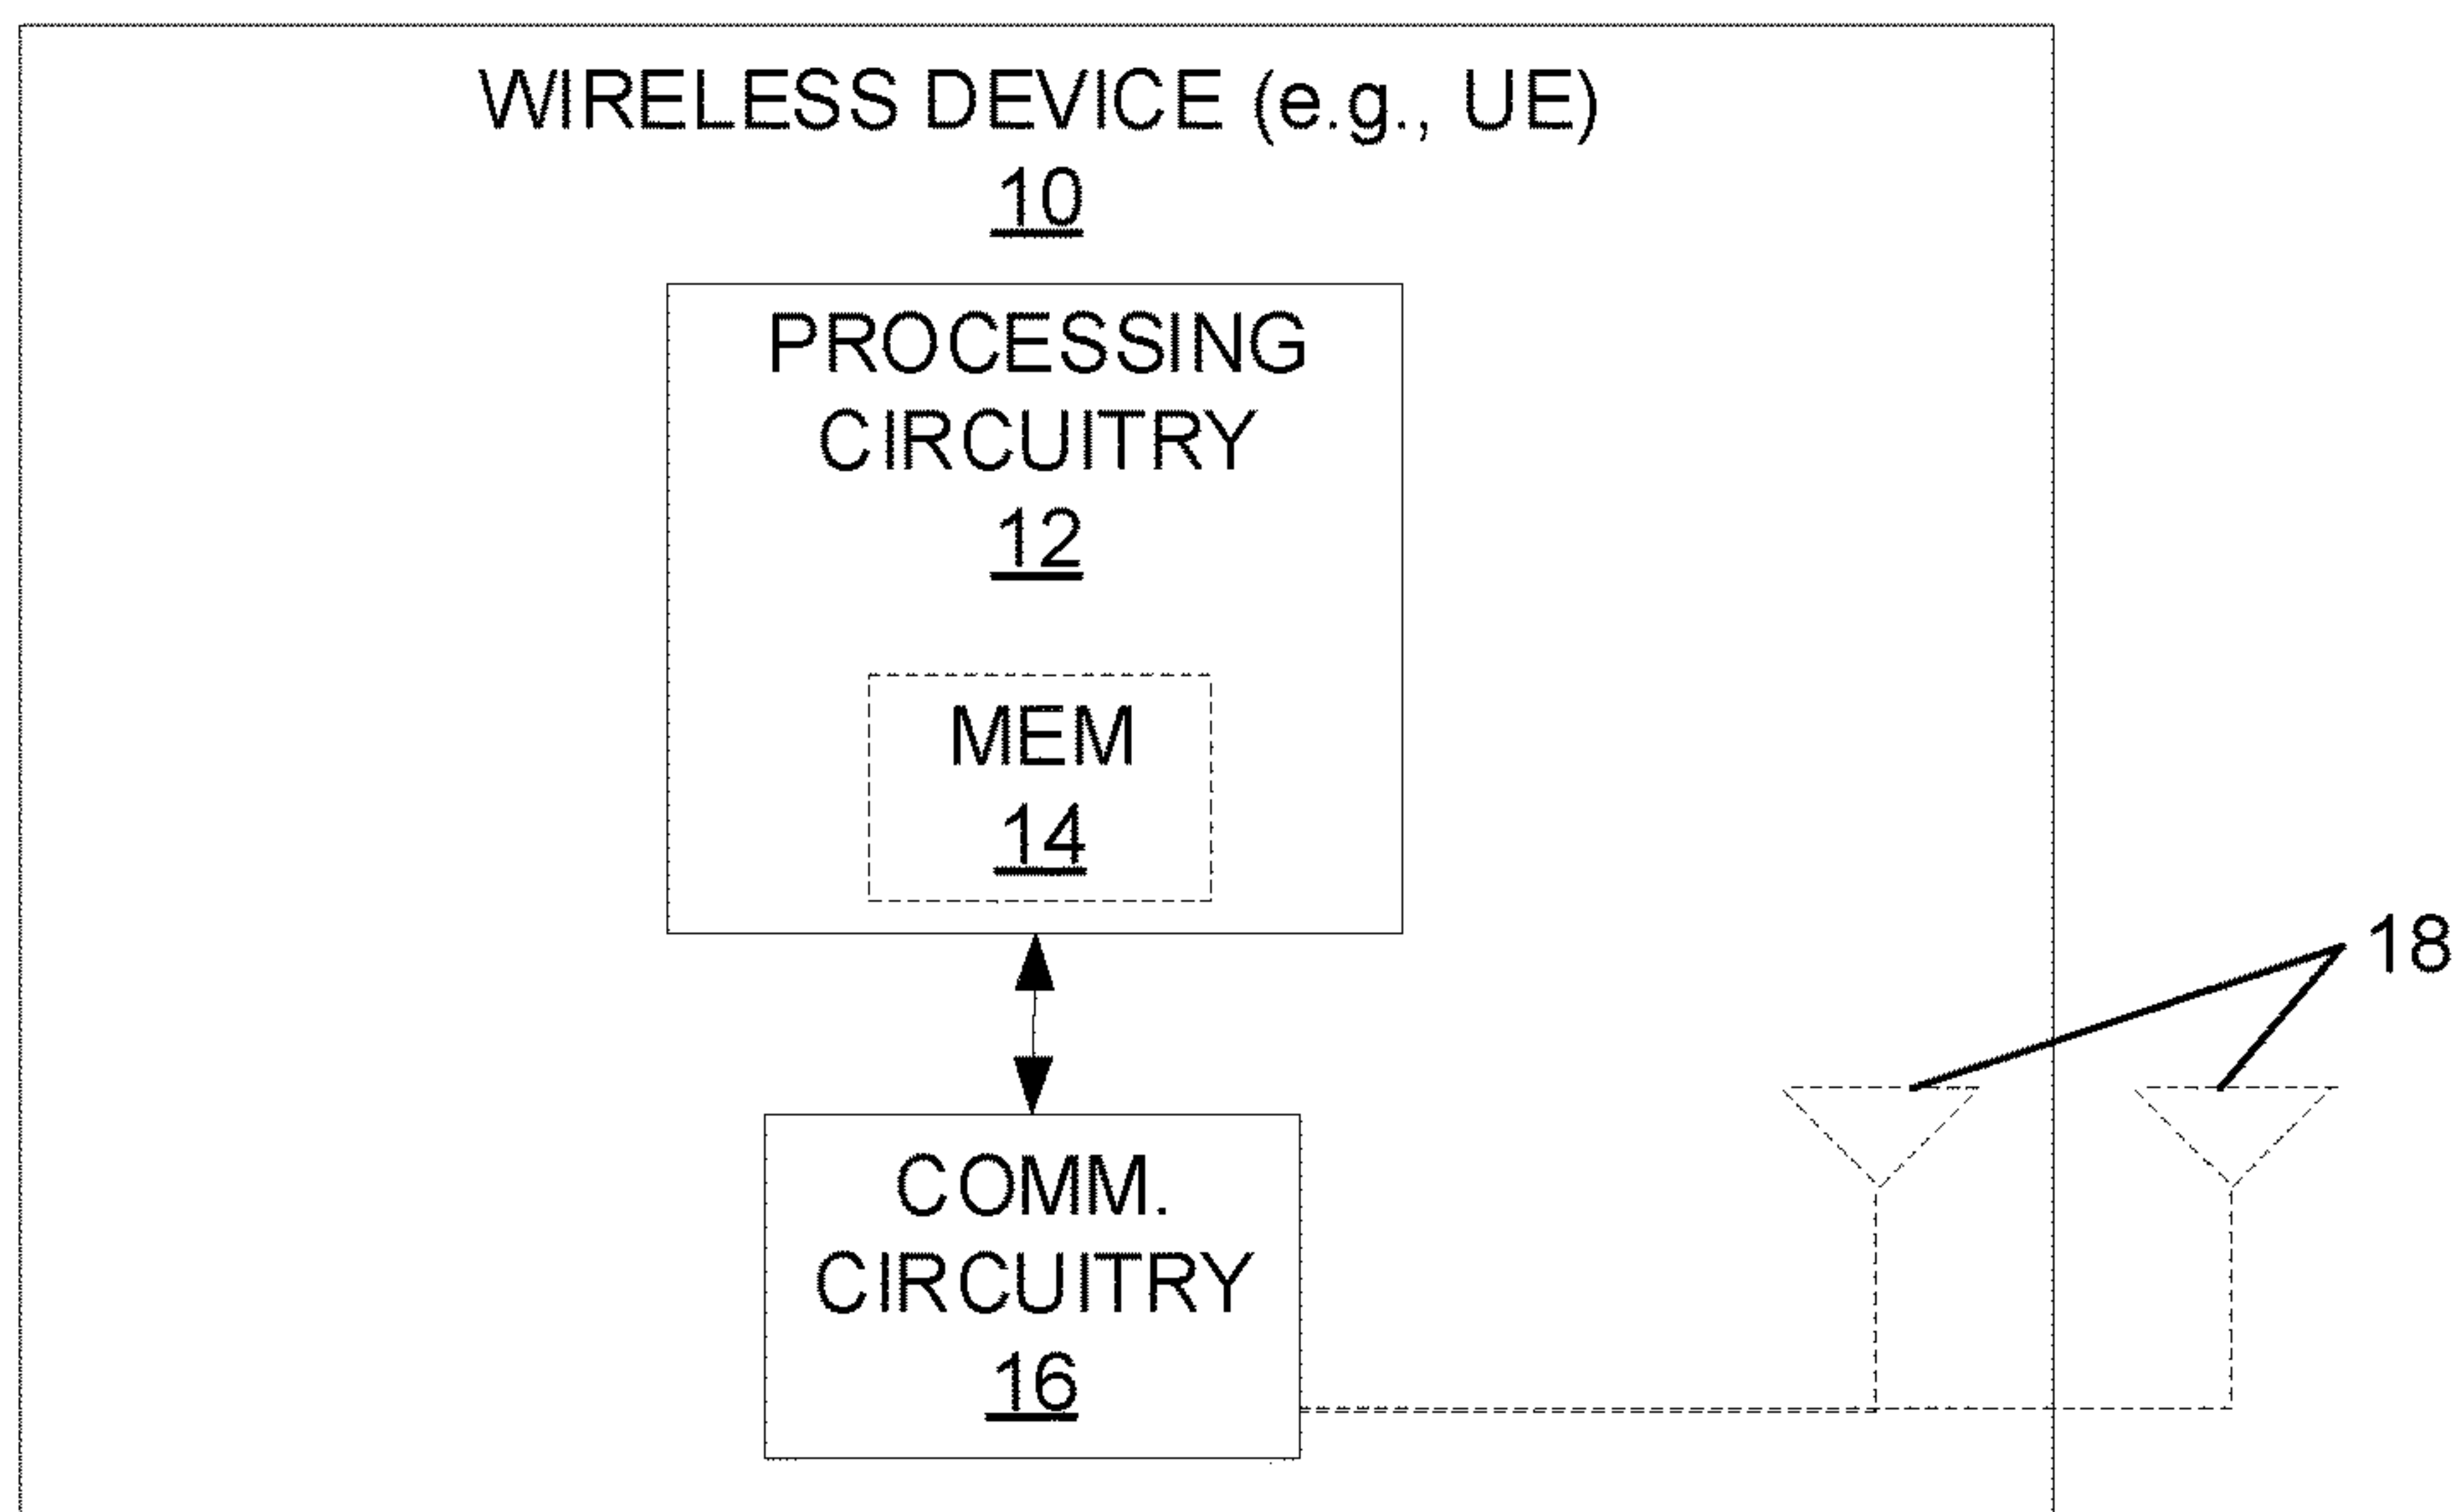 WIRELESS DEVICE (e.g., UE)
10
PROCESSING
CIRCUITRY
12
MEM
14
18
COMM.
CIRCUITRY
16